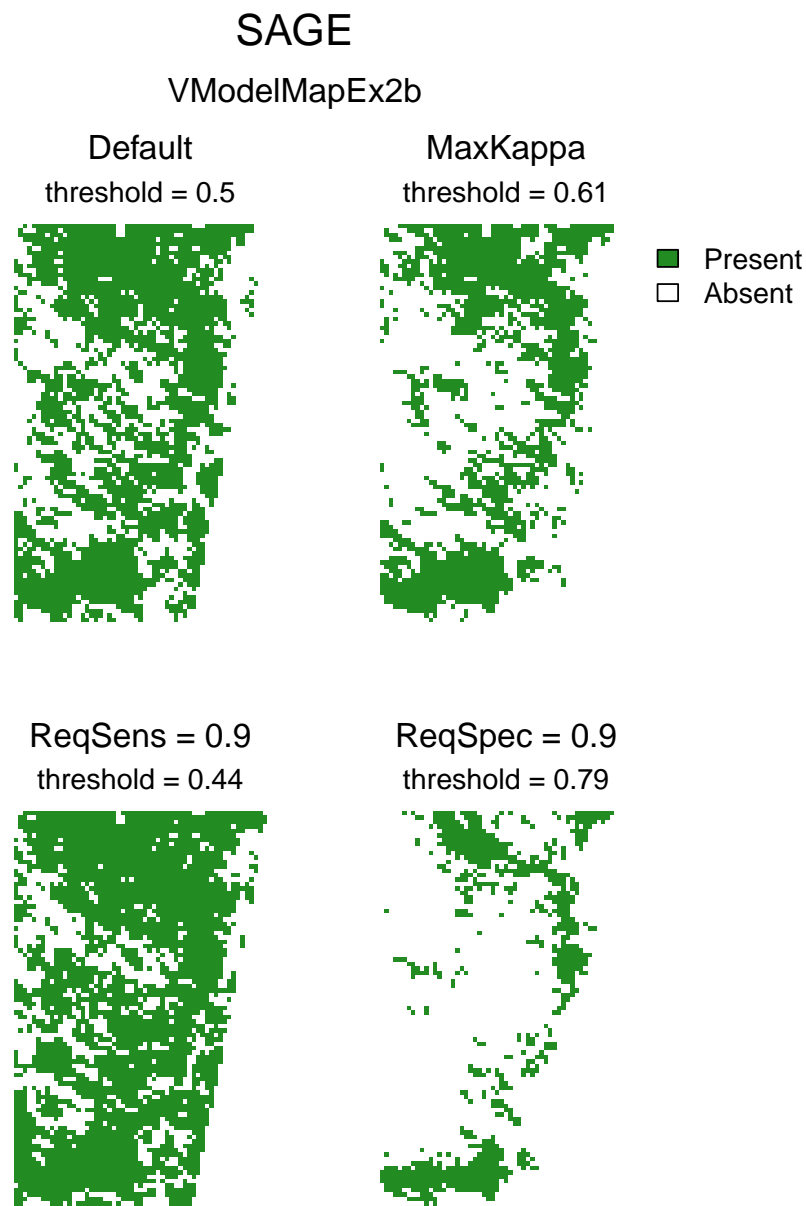 SAGE
VModelMapEx2b
Default
threshold = 0.5
MaxKappa
threshold = 0.61
Present
Absent
ReqSens = 0.9
threshold = 0.44
ReqSpec = 0.9
threshold = 0.79